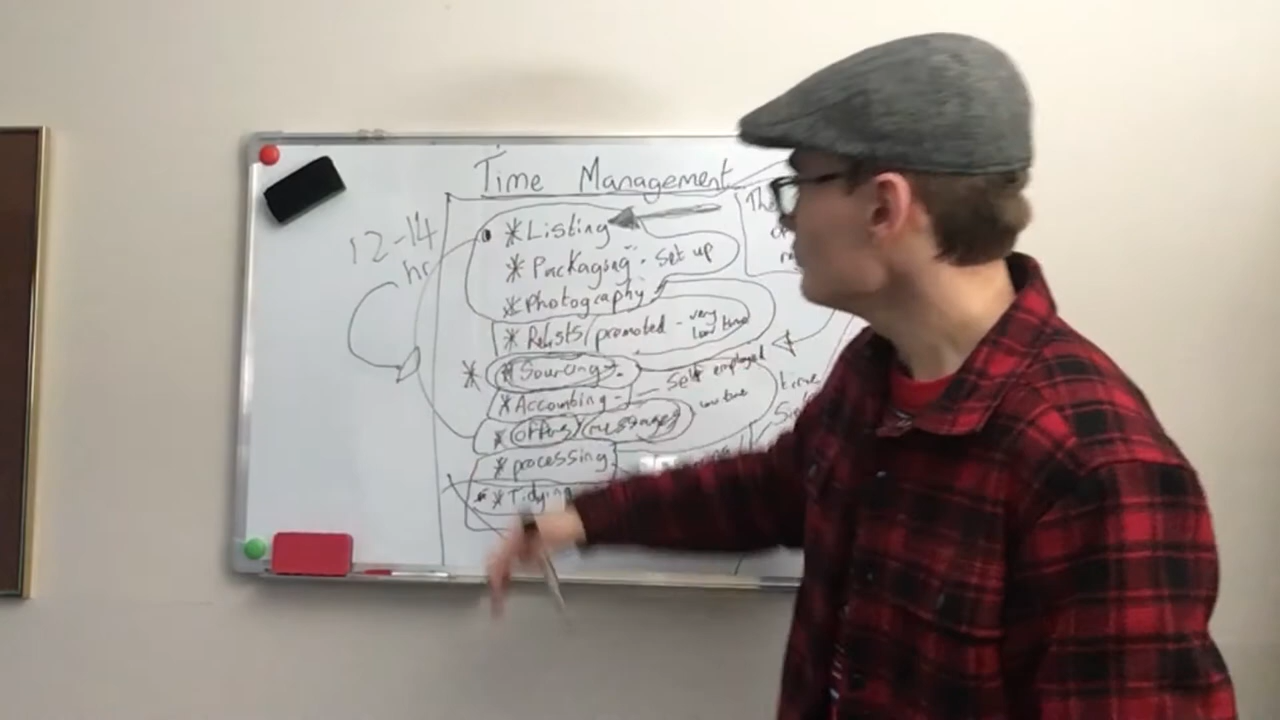 Time Management
12-14
hr
* Listing
* Packaging - Set up
* Photography
* Relists/promoted - very
low time
* * Sourcing -
Self employed
* Accounting -
low time
* offers/messages
* processing
* Tidying
time